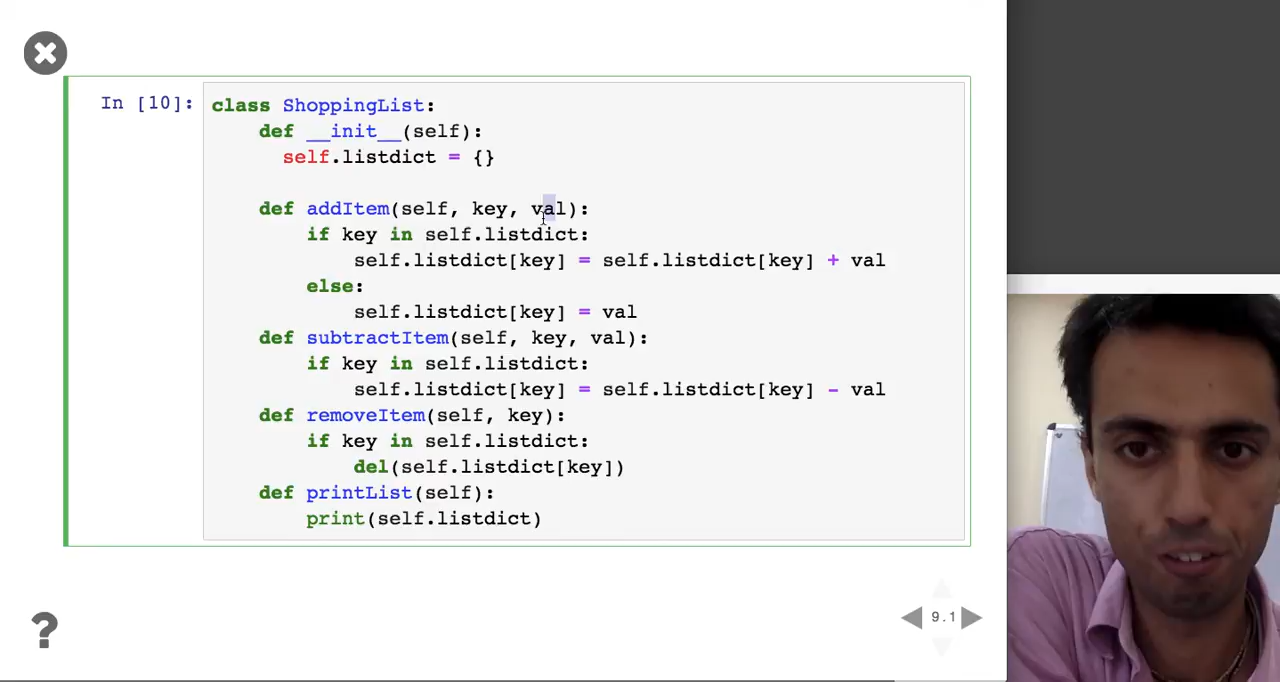 In [10]:
class ShoppingList:
    def __init__(self):
      self.listdict = {}

    def addItem(self, key, val):
        if key in self.listdict:
            self.listdict[key] = self.listdict[key] + val
        else:
            self.listdict[key] = val
    def subtractItem(self, key, val):
        if key in self.listdict:
            self.listdict[key] = self.listdict[key] - val
    def removeItem(self, key):
        if key in self.listdict:
            del(self.listdict[key])
    def printList(self):
        print(self.listdict)
?
9.1